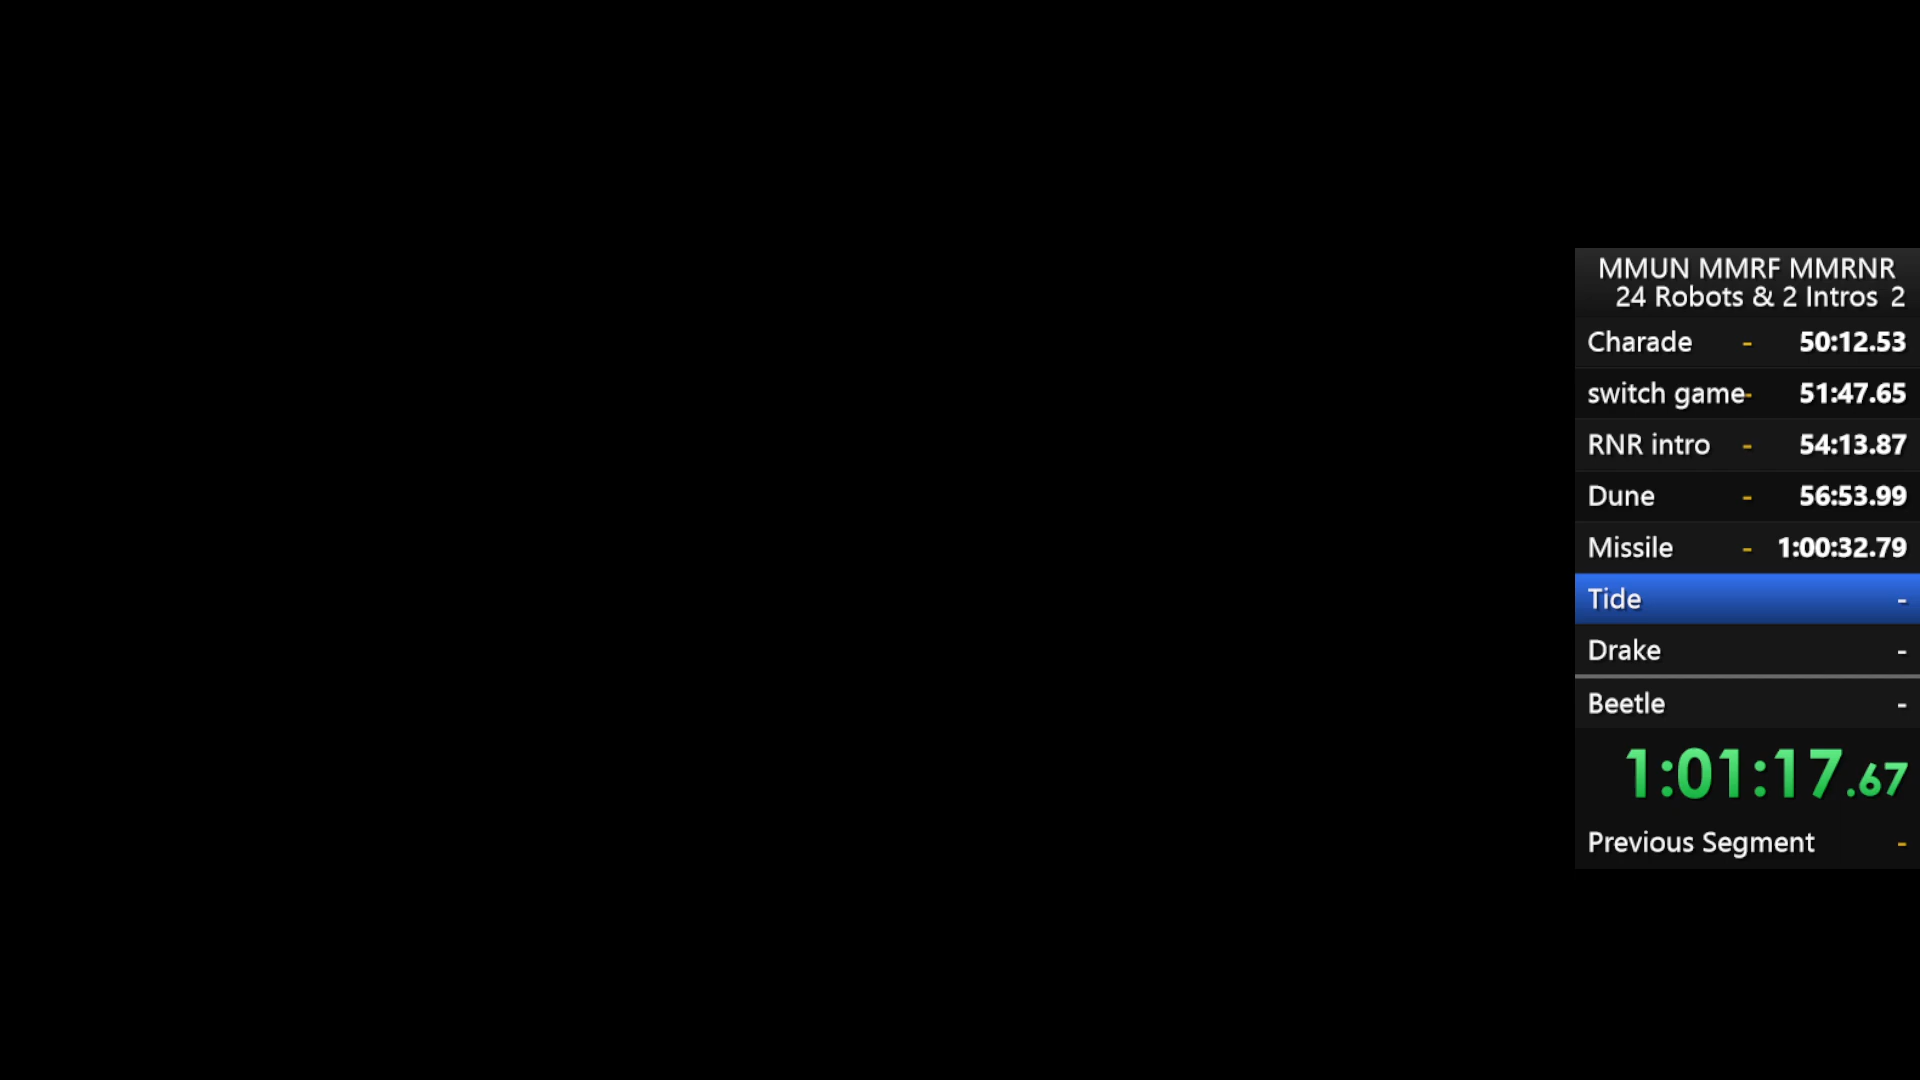 MMUN MMRF MMRNR
24 Robots & 2 Intros 2
Charade - 50:12.53
switch game- 51:47.65
RNR intro - 54:13.87
Dune - 56:53.99
Missile - 1:00:32.79
Tide -
Drake -
Beetle -
1:01:17.67
Previous Segment -